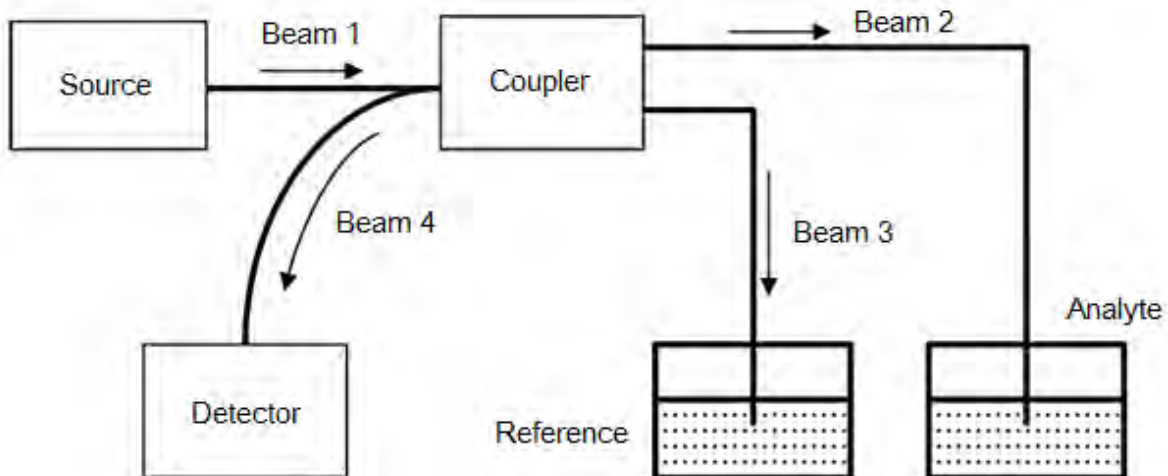 Beam 1
Beam 2
Source
Coupler
Beam 4
Beam 3
Analyte
Detector
Reference